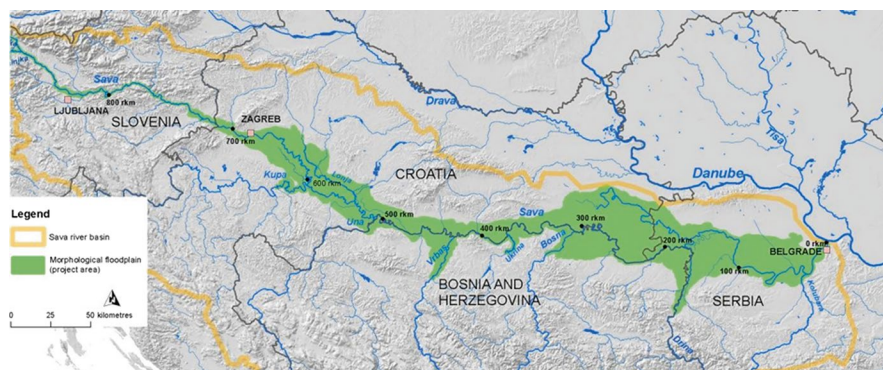 Sava
800 rkm
LJUBLJANA
SLOVENIA
ZAGREB
700 rkm
Drava
Tisa
Danube
Kupa
Lonja
600 rkm
CROATIA
Una
500 rkm
Sava
400 rkm
300 rkm
Vrbas
Ukrina
Bosna
200 rkm
0 rkm
BELGRADE
100 rkm
Kolubara
BOSNIA AND
HERZEGOVINA
SERBIA
Drina
Legend
Sava river basin
Morphological floodplain
(project area)
0 25 50 kilometres